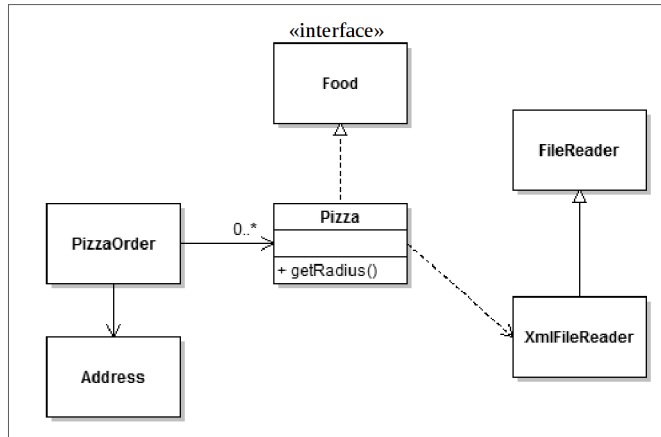 «interface»
Food
FileReader
Pizza
PizzaOrder
0..*
+ getRadius()
XmlFileReader
Address